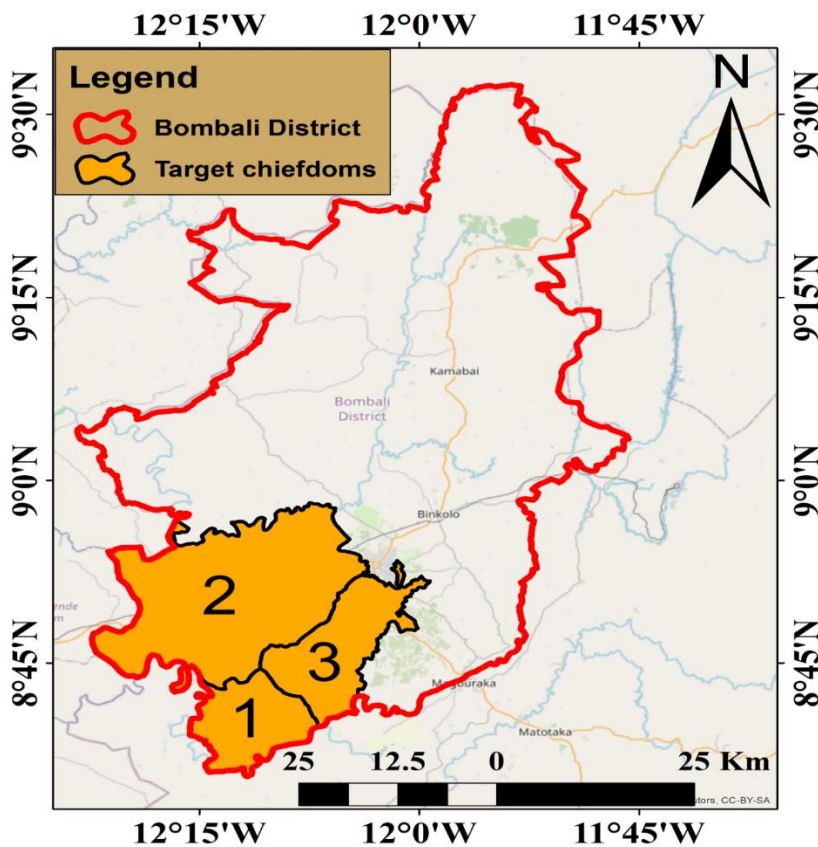 12°15'W 12°0'W 11°45'W
Legend
Bombali District
Target chiefdoms
N
9°30'N 9°30'N
9°15'N 9°15'N
Kamabai
Bombali
District
9°0'N 9°0'N
Binkolo
2
3
8°45'N 8°45'N
Magburaka
1
Matotaka
25 12.5 0 25 Km
CC-BY-SA
12°15'W 12°0'W 11°45'W